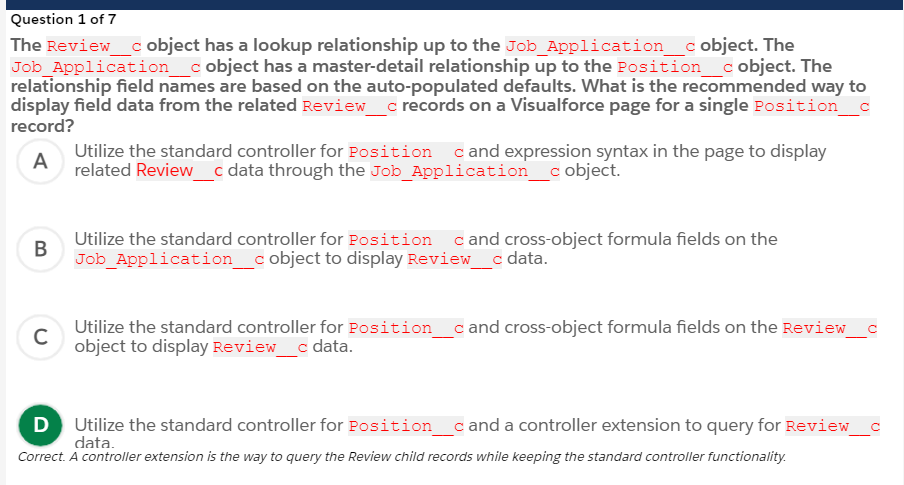 Question 1 of 7
The Review__c object has a lookup relationship up to the Job_Application__c object. The
Job_Application__c object has a master-detail relationship up to the Position__c object. The
relationship field names are based on the auto-populated defaults. What is the recommended way to
display field data from the related Review__c records on a Visualforce page for a single Position__c
record?
A
Utilize the standard controller for Position__c and expression syntax in the page to display
related Review__c data through the Job_Application__c object.
B
Utilize the standard controller for Position__c and cross-object formula fields on the
Job_Application__c object to display Review__c data.
C
Utilize the standard controller for Position__c and cross-object formula fields on the Review__c
object to display Review__c data.
D
Utilize the standard controller for Position__c and a controller extension to query for Review__c
data.
Correct. A controller extension is the way to query the Review child records while keeping the standard controller functionality.